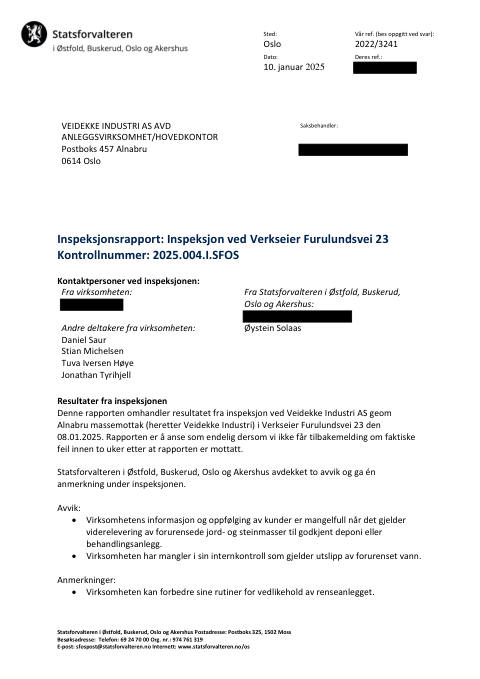 Statsforvalteren
i Østfold, Buskerud, Oslo og Akershus
Sted:
Oslo
Dato:
10. januar 2025
Vår ref. (bes oppgitt ved svar):
2022/3241
Deres ref.:
VEIDEKKE INDUSTRI AS AVD
ANLEGGSVIRKSOMHET/HOVEDKONTOR
Postboks 457 Alnabru
0614 Oslo
Saksbehandler:
Inspeksjonsrapport: Inspeksjon ved Verkseier Furulundsvei 23
Kontrollnummer: 2025.004.I.SFOS
Kontaktpersoner ved inspeksjonen:
Fra virksomheten:
Andre deltakere fra virksomheten:
Daniel Saur
Stian Michelsen
Tuva Iversen Høye
Jonathan Tyrihjell
Fra Statsforvalteren i Østfold, Buskerud,
Oslo og Akershus:
Øystein Solaas
Resultater fra inspeksjonen
Denne rapporten omhandler resultatet fra inspeksjon ved Veidekke Industri AS geom
Alnabru massemottak (heretter Veidekke Industri) i Verkseier Furulundsvei 23 den
08.01.2025. Rapporten er å anse som endelig dersom vi ikke får tilbakemelding om faktiske
feil innen to uker etter at rapporten er mottatt.
Statsforvalteren i Østfold, Buskerud, Oslo og Akershus avdekket to avvik og ga én
anmerkning under inspeksjonen.
Avvik:
• Virksomhetens informasjon og oppfølging av kunder er mangelfull når det gjelder
viderelevering av forurensede jord- og steinmasser til godkjent deponi eller
behandlingsanlegg.
• Virksomheten har mangler i sin internkontroll som gjelder utslipp av forurenset vann.
Anmerkninger:
• Virksomheten kan forbedre sine rutiner for vedlikehold av renseanlegget.
Statsforvalteren i Østfold, Buskerud, Oslo og Akershus Postadresse: Postboks 325, 1502 Moss
Besøksadresse: Telefon: 69 24 70 00 Org. nr.: 974 761 319
E-post: sfospost@statsforvalteren.no Internett: www.statsforvalteren.no/os